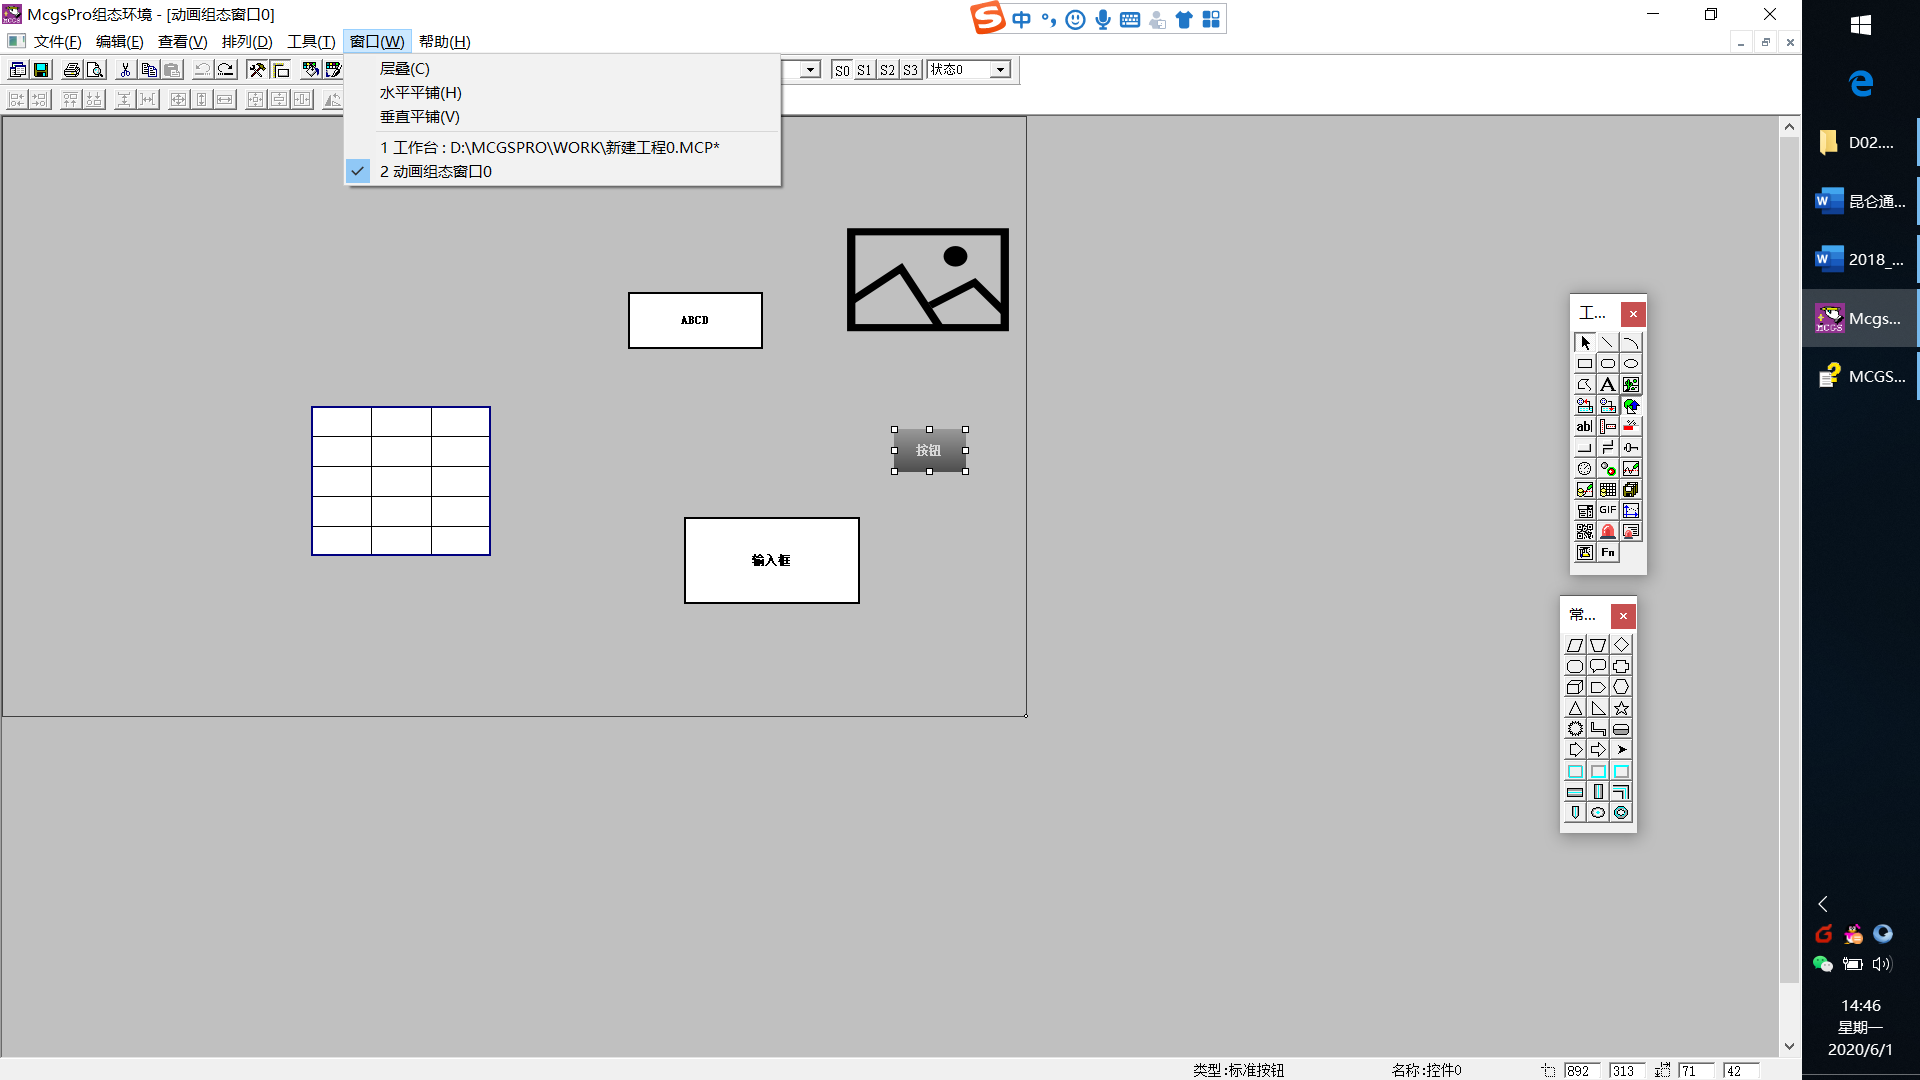 McgsPro组态环境 - [动画组态窗口0]
中
文件(F) 编辑(E) 查看(V) 排列(D) 工具(T) 窗口(W) 帮助(H)
S0 S1 S2 S3 状态0
层叠(C)
水平平铺(H)
垂直平铺(V)
1 工作台 : D:\MCGSPRO\WORK\新建工程0.MCP*
2 动画组态窗口0
ABCD
按钮
输入框
工...
A
ab|
GIF
Fn
常...
D02....
昆仑通...
2018_...
Mcgs...
MCGS...
14:46
星期一
2020/6/1
类型:标准按钮 名称:控件0 892 313 71 42